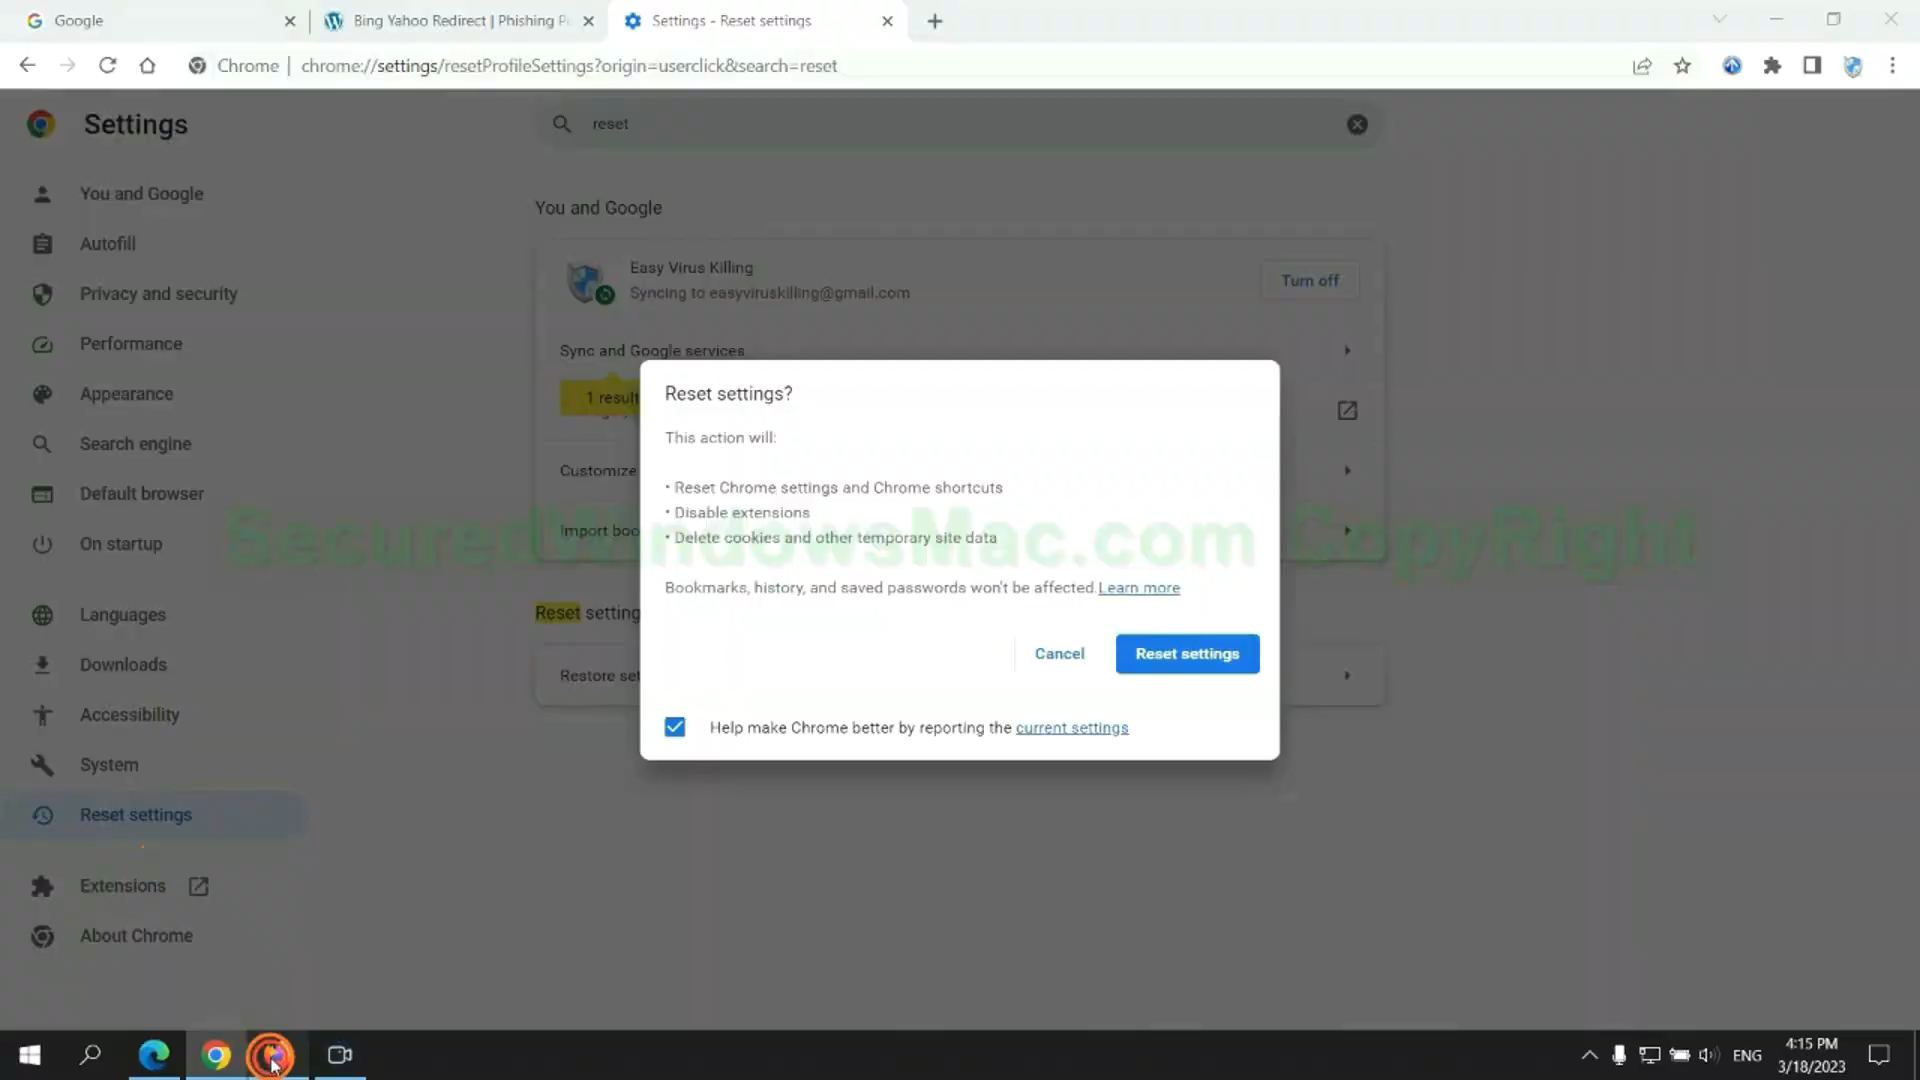 Google
Bing Yahoo Redirect | Phishing P
Settings - Reset settings
Chrome | chrome://settings/resetProfileSettings?origin=userclick&search=reset
Settings
reset
You and Google
Autofill
Privacy and security
Performance
Appearance
Search engine
Default browser
On startup
Languages
Downloads
Accessibility
System
Reset settings
Extensions
About Chrome
You and Google
Easy Virus Killing
Syncing to easyviruskilling@gmail.com
Turn off
Sync and Google services
1 result
Customize
Import boo
Reset setting
Restore set
Reset settings?
This action will:
• Reset Chrome settings and Chrome shortcuts
• Disable extensions
• Delete cookies and other temporary site data
Bookmarks, history, and saved passwords won't be affected. Learn more
Cancel
Reset settings
Help make Chrome better by reporting the current settings
SecuredWindowsMac.com CopyRight
ENG
4:15 PM
3/18/2023